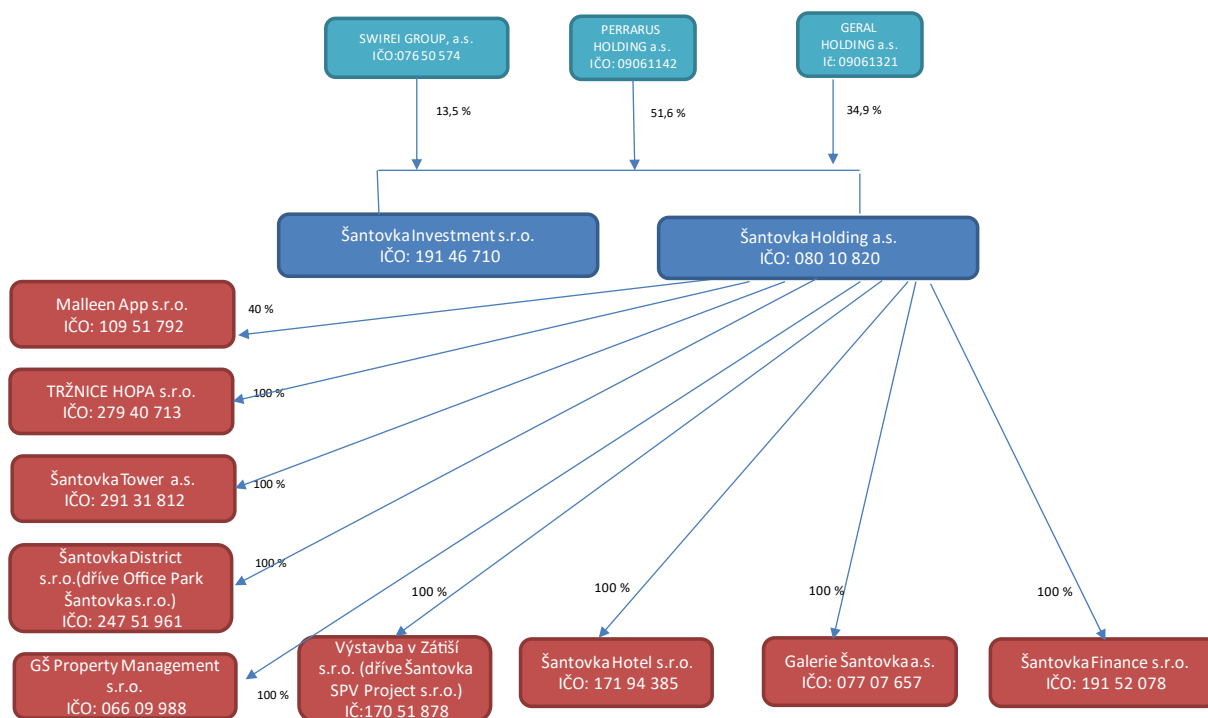 SWIREI GROUP, a.s.
IČO:076 50 574
PERRARUS
HOLDING a.s.
IČO: 09061142
GERAL
HOLDING a.s.
Ič: 09061321
13,5 %
51,6 %
34,9 %
Šantovka Investment s.r.o.
IČO: 191 46 710
Šantovka Holding a.s.
IČO: 080 10 820
Malleen App s.r.o.
IČO: 109 51 792
40 %
TRŽNICE HOPA s.r.o.
IČO: 279 40 713
100 %
Šantovka Tower a.s.
IČO: 291 31 812
100 %
Šantovka District
s.r.o.(dříve Office Park
Šantovka s.r.o.)
IČO: 247 51 961
100 %
GŠ Property Management
s.r.o.
IČO: 066 09 988
100 %
100 %
Výstavba v Zátiší
s.r.o. (dříve Šantovka
SPV Project s.r.o.)
IČ:170 51 878
100 %
Šantovka Hotel s.r.o.
IČO: 171 94 385
100 %
Galerie Šantovka a.s.
IČO: 077 07 657
100 %
Šantovka Finance s.r.o.
IČO: 191 52 078